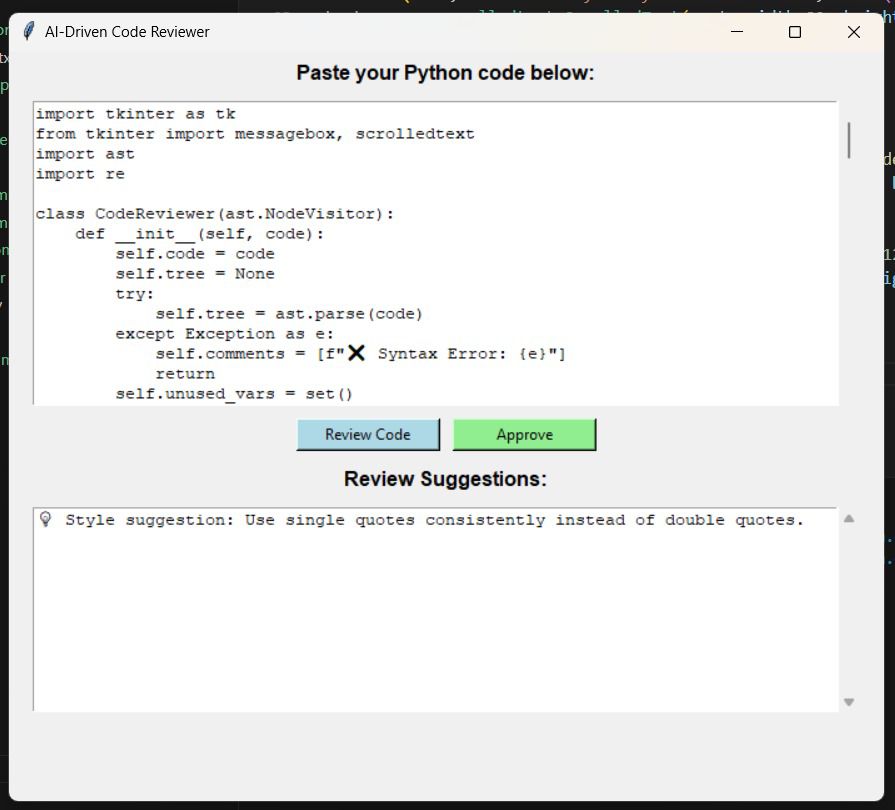 AI-Driven Code Reviewer
Paste your Python code below:
import tkinter as tk
from tkinter import messagebox, scrolledtext
import ast
import re
class CodeReviewer(ast.NodeVisitor):
    def __init__(self, code):
        self.code = code
        self.tree = None
        try:
            self.tree = ast.parse(code)
        except Exception as e:
            self.comments = [f"❌ Syntax Error: {e}"]
            return
        self.unused_vars = set()
Review Code Approve
Review Suggestions:
💡 Style suggestion: Use single quotes consistently instead of double quotes.